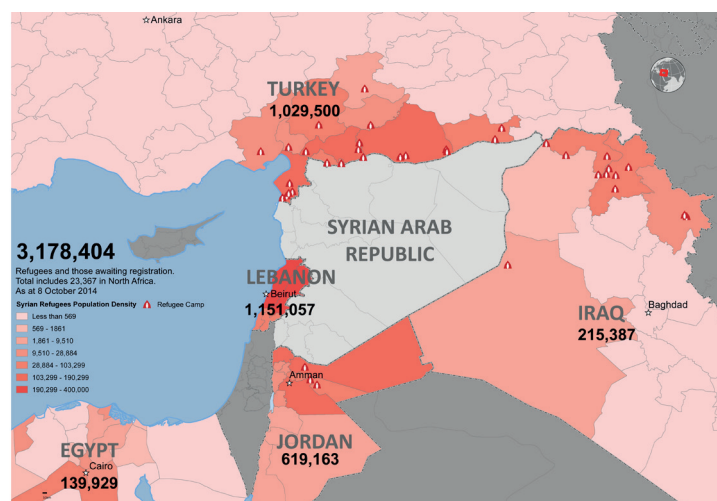 Ankara
TURKEY
1,029,500
SYRIAN ARAB
REPUBLIC
3,178,404
Refugees and those awaiting registration.
Total includes 23,367 in North Africa.
As at 8 October 2014
Syrian Refugees Population Density
Refugee Camp
Less than 569
569 - 1861
1,861 - 9,510
9,510 - 28,884
28,884 - 103,299
103,299 - 190,299
190,299 - 400,000
LEBANON
Beirut
1,151,057
Baghdad
IRAQ
215,387
Amman
JORDAN
619,163
EGYPT
Cairo
139,929